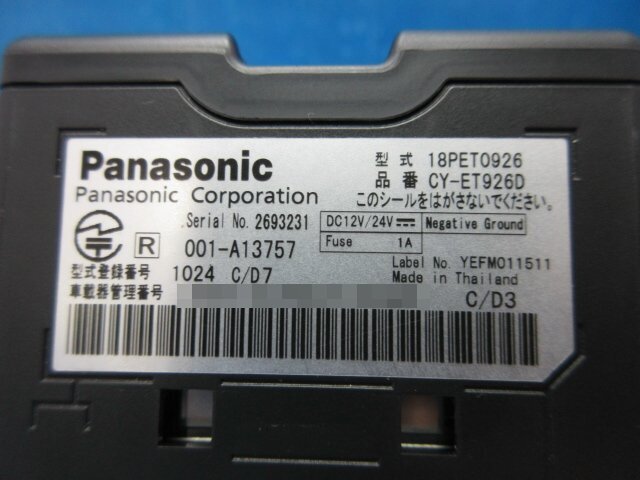 Panasonic
Panasonic Corporation
型式 18PET0926
品番 CY-ET926D
このシールをはがさないでください。
Serial No. 2693231
DC12V/24V
Negative Ground
Fuse 1A
R 001-A13757
型式登録番号 1024 C/D7
車載器管理番号
Label No. YEFM011511
Made in Thailand
C/D3